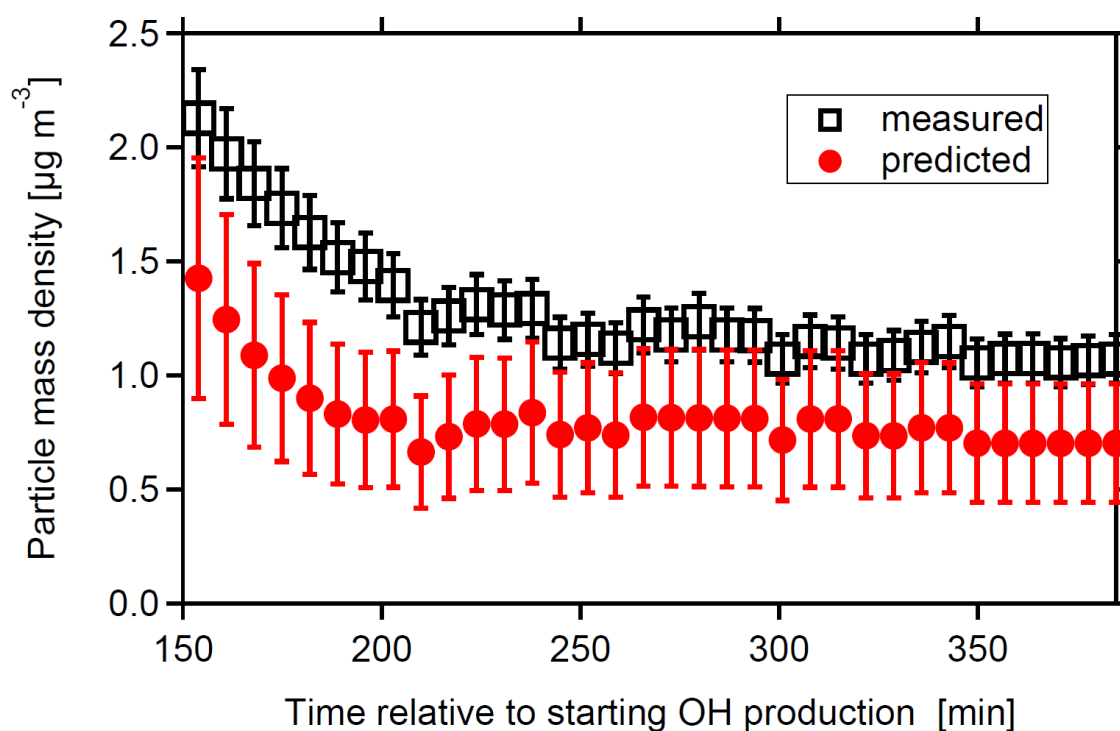 Particle mass density [µg m⁻³]
2.5
2.0
1.5
1.0
0.5
0.0
measured
predicted
150 200 250 300 350
Time relative to starting OH production [min]